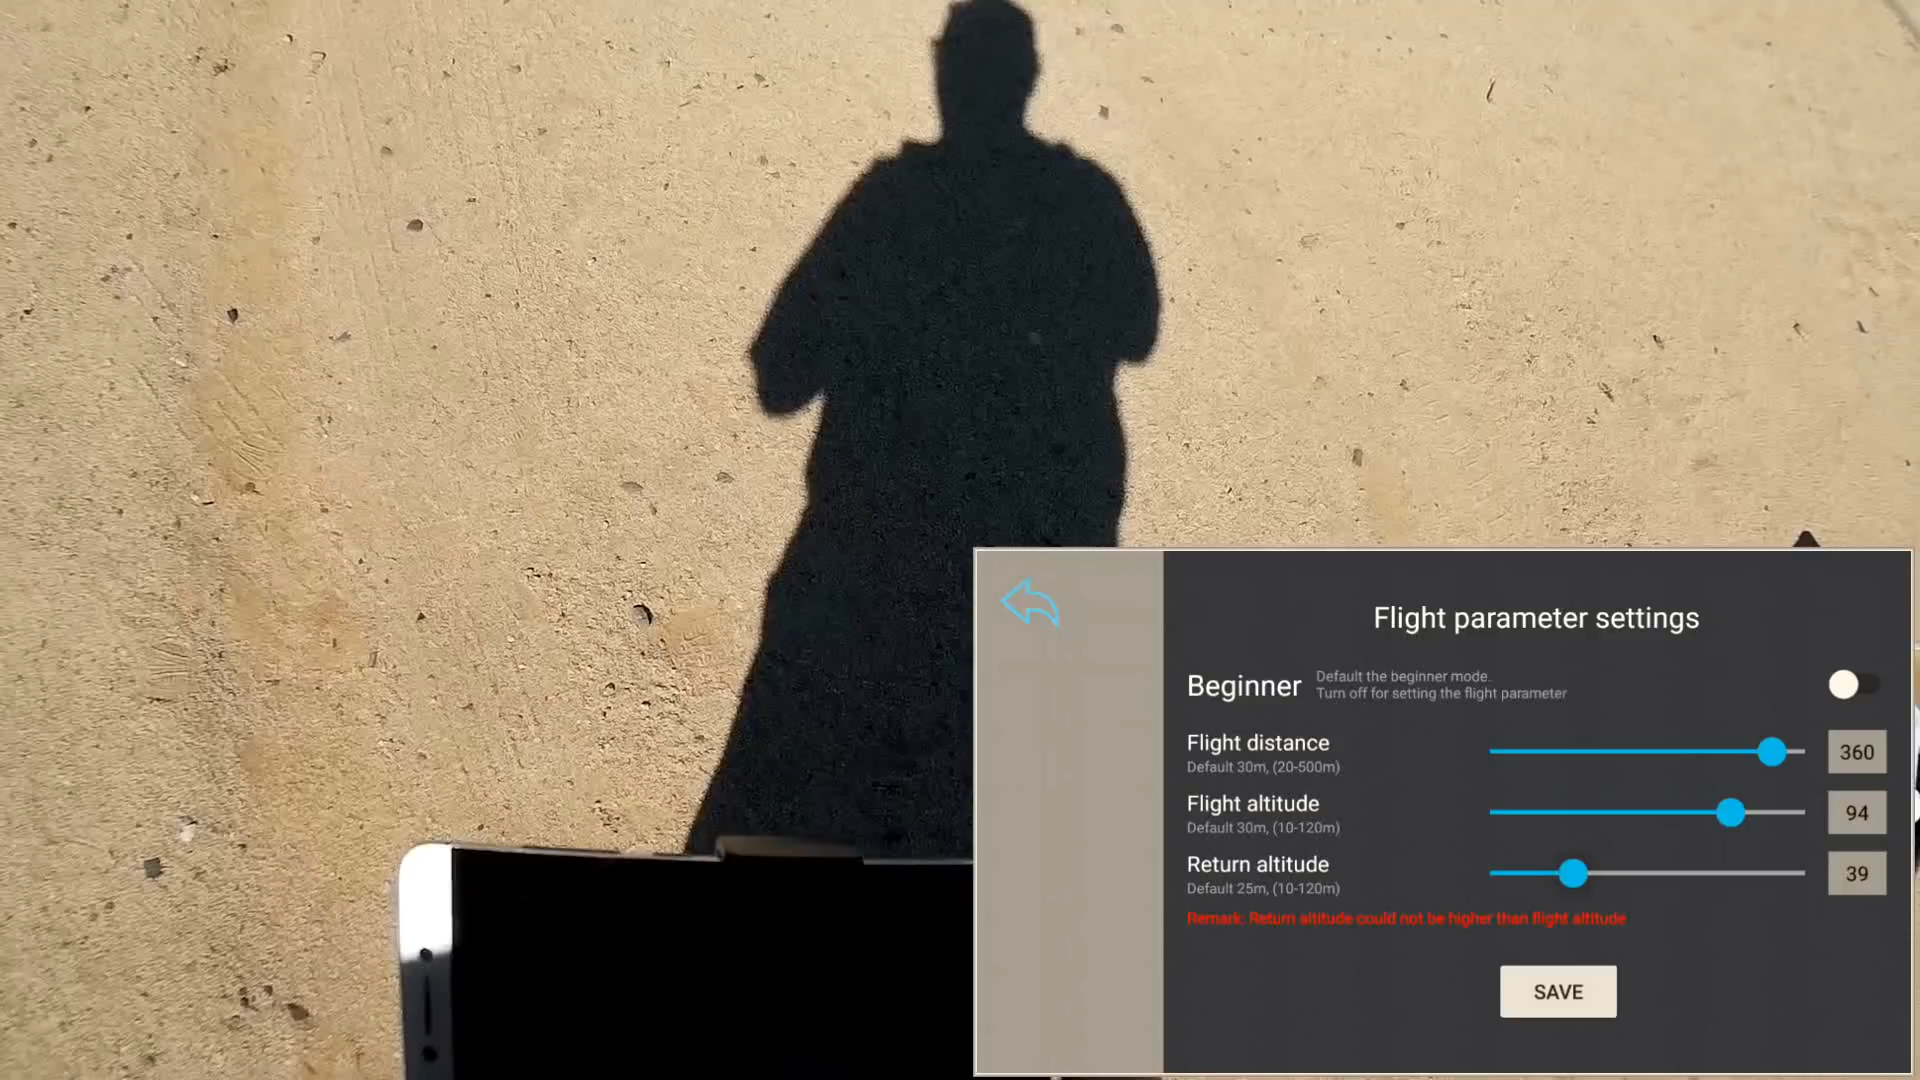 Flight parameter settings
Beginner
Default the beginner mode.
Turn off for setting the flight parameter
Flight distance
Default 30m, (20-500m)
360
Flight altitude
Default 30m, (10-120m)
94
Return altitude
Default 25m, (10-120m)
39
Remark: Return altitude could not be higher than flight altitude
SAVE